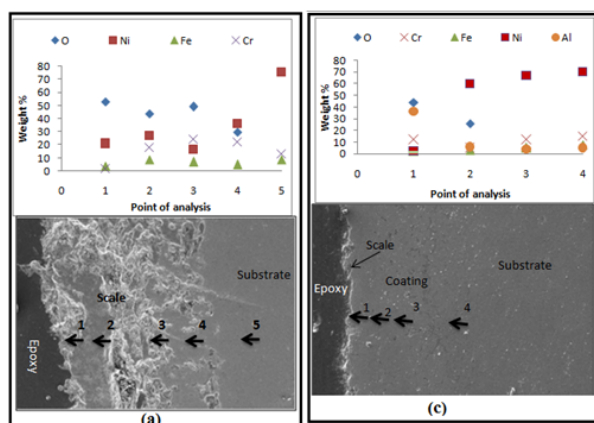 O Ni Fe Cr
80
70
60
50
40
30
20
10
0
Weight %
0 1 2 3 4 5
Point of analysis
Epoxy
Scale
Substrate
1 2 3 4 5
(a)
O Cr Fe Ni Al
80
70
60
50
40
30
20
10
0
Weight %
0 1 2 3 4
Point of analysis
Scale
Epoxy
Coating
Substrate
1 2 3 4
(c)